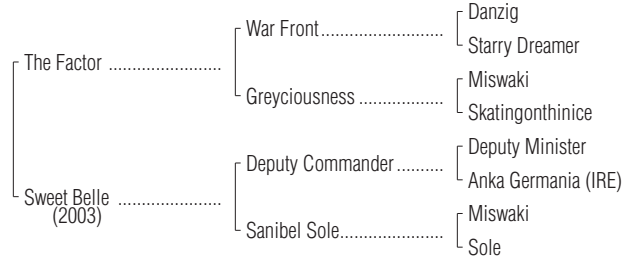 Danzig
War Front
Starry Dreamer
The Factor
Miswaki
Greyciousness
Skatingonthinice
Deputy Minister
Deputy Commander
Anka Germania (IRE)
Sweet Belle
(2003)
Miswaki
Sanibel Sole
Sole